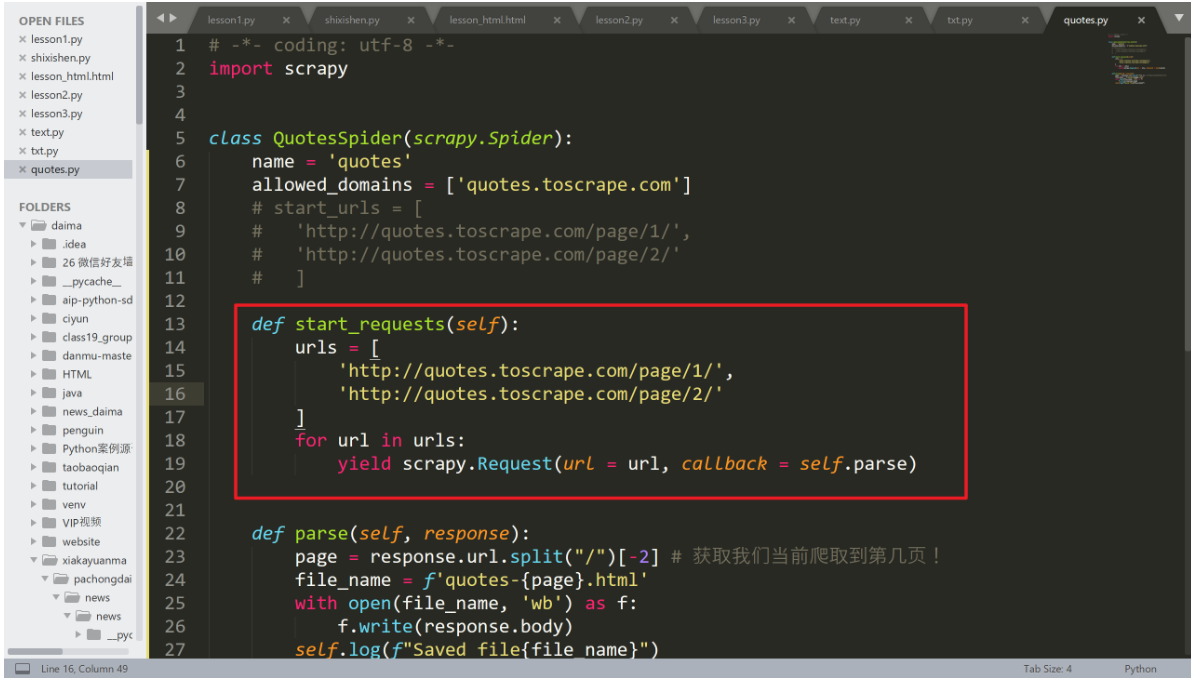 OPEN FILES
lesson1.py
shixishen.py
lesson_html.html
lesson2.py
lesson3.py
text.py
txt.py
quotes.py
FOLDERS
daima
.idea
26 微信好友墙
__pycache__
aip-python-sd
ciyun
class19_group
danmu-maste
HTML
java
news_daima
penguin
Python案例源
taobaoqian
tutorial
venv
VIP视频
website
xiakayuanma
pachongdai
news
news
__pyc
lesson1.py shixishen.py lesson_html.html lesson2.py lesson3.py text.py txt.py quotes.py
1 # -*- coding: utf-8 -*-
2 import scrapy
3
4
5 class QuotesSpider(scrapy.Spider):
6 name = 'quotes'
7 allowed_domains = ['quotes.toscrape.com']
8 # start_urls = [
9 # 'http://quotes.toscrape.com/page/1/',
10 # 'http://quotes.toscrape.com/page/2/'
11 # ]
12
13 def start_requests(self):
14 urls = [
15 'http://quotes.toscrape.com/page/1/',
16 'http://quotes.toscrape.com/page/2/'
17 ]
18 for url in urls:
19 yield scrapy.Request(url = url, callback = self.parse)
20
21
22 def parse(self, response):
23 page = response.url.split("/")[-2] # 获取我们当前爬取到第几页！
24 file_name = f'quotes-{page}.html'
25 with open(file_name, 'wb') as f:
26 f.write(response.body)
27 self.log(f"Saved file{file_name}")
Line 16, Column 49
Tab Size: 4
Python